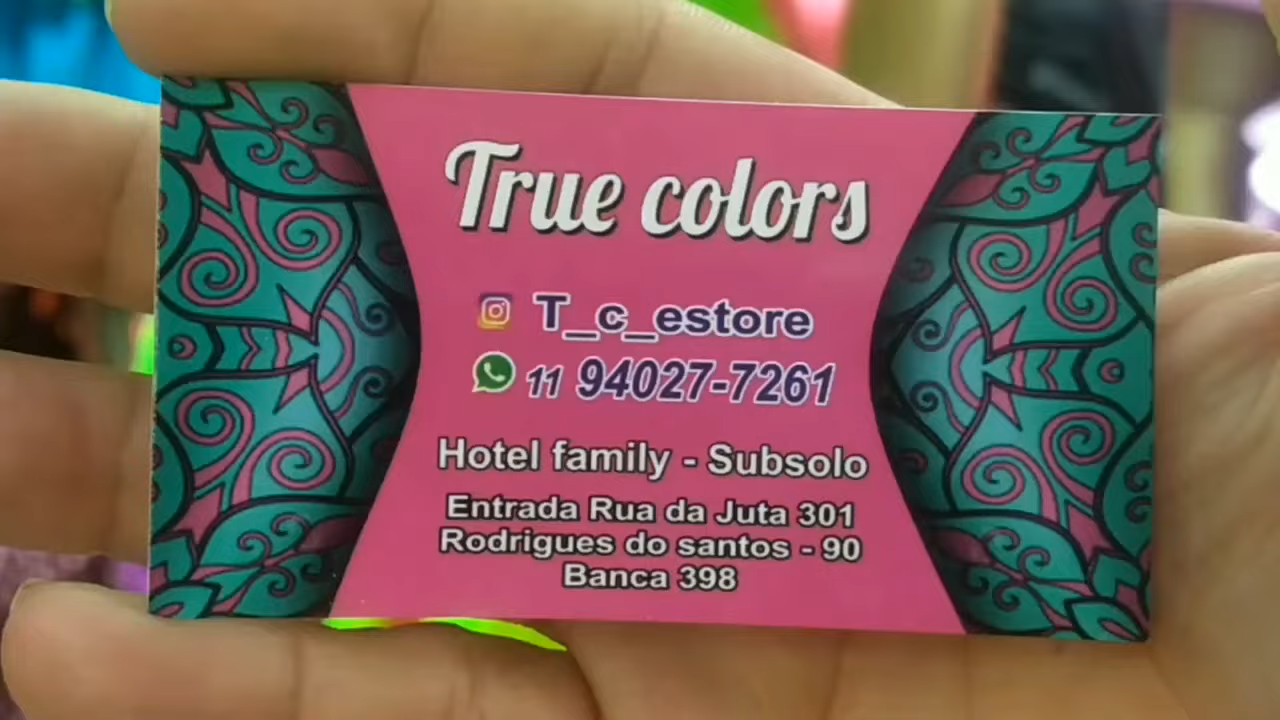 True colors
T_c_estore
11 94027-7261
Hotel family - Subsolo
Entrada Rua da Juta 301
Rodrigues do santos - 90
Banca 398